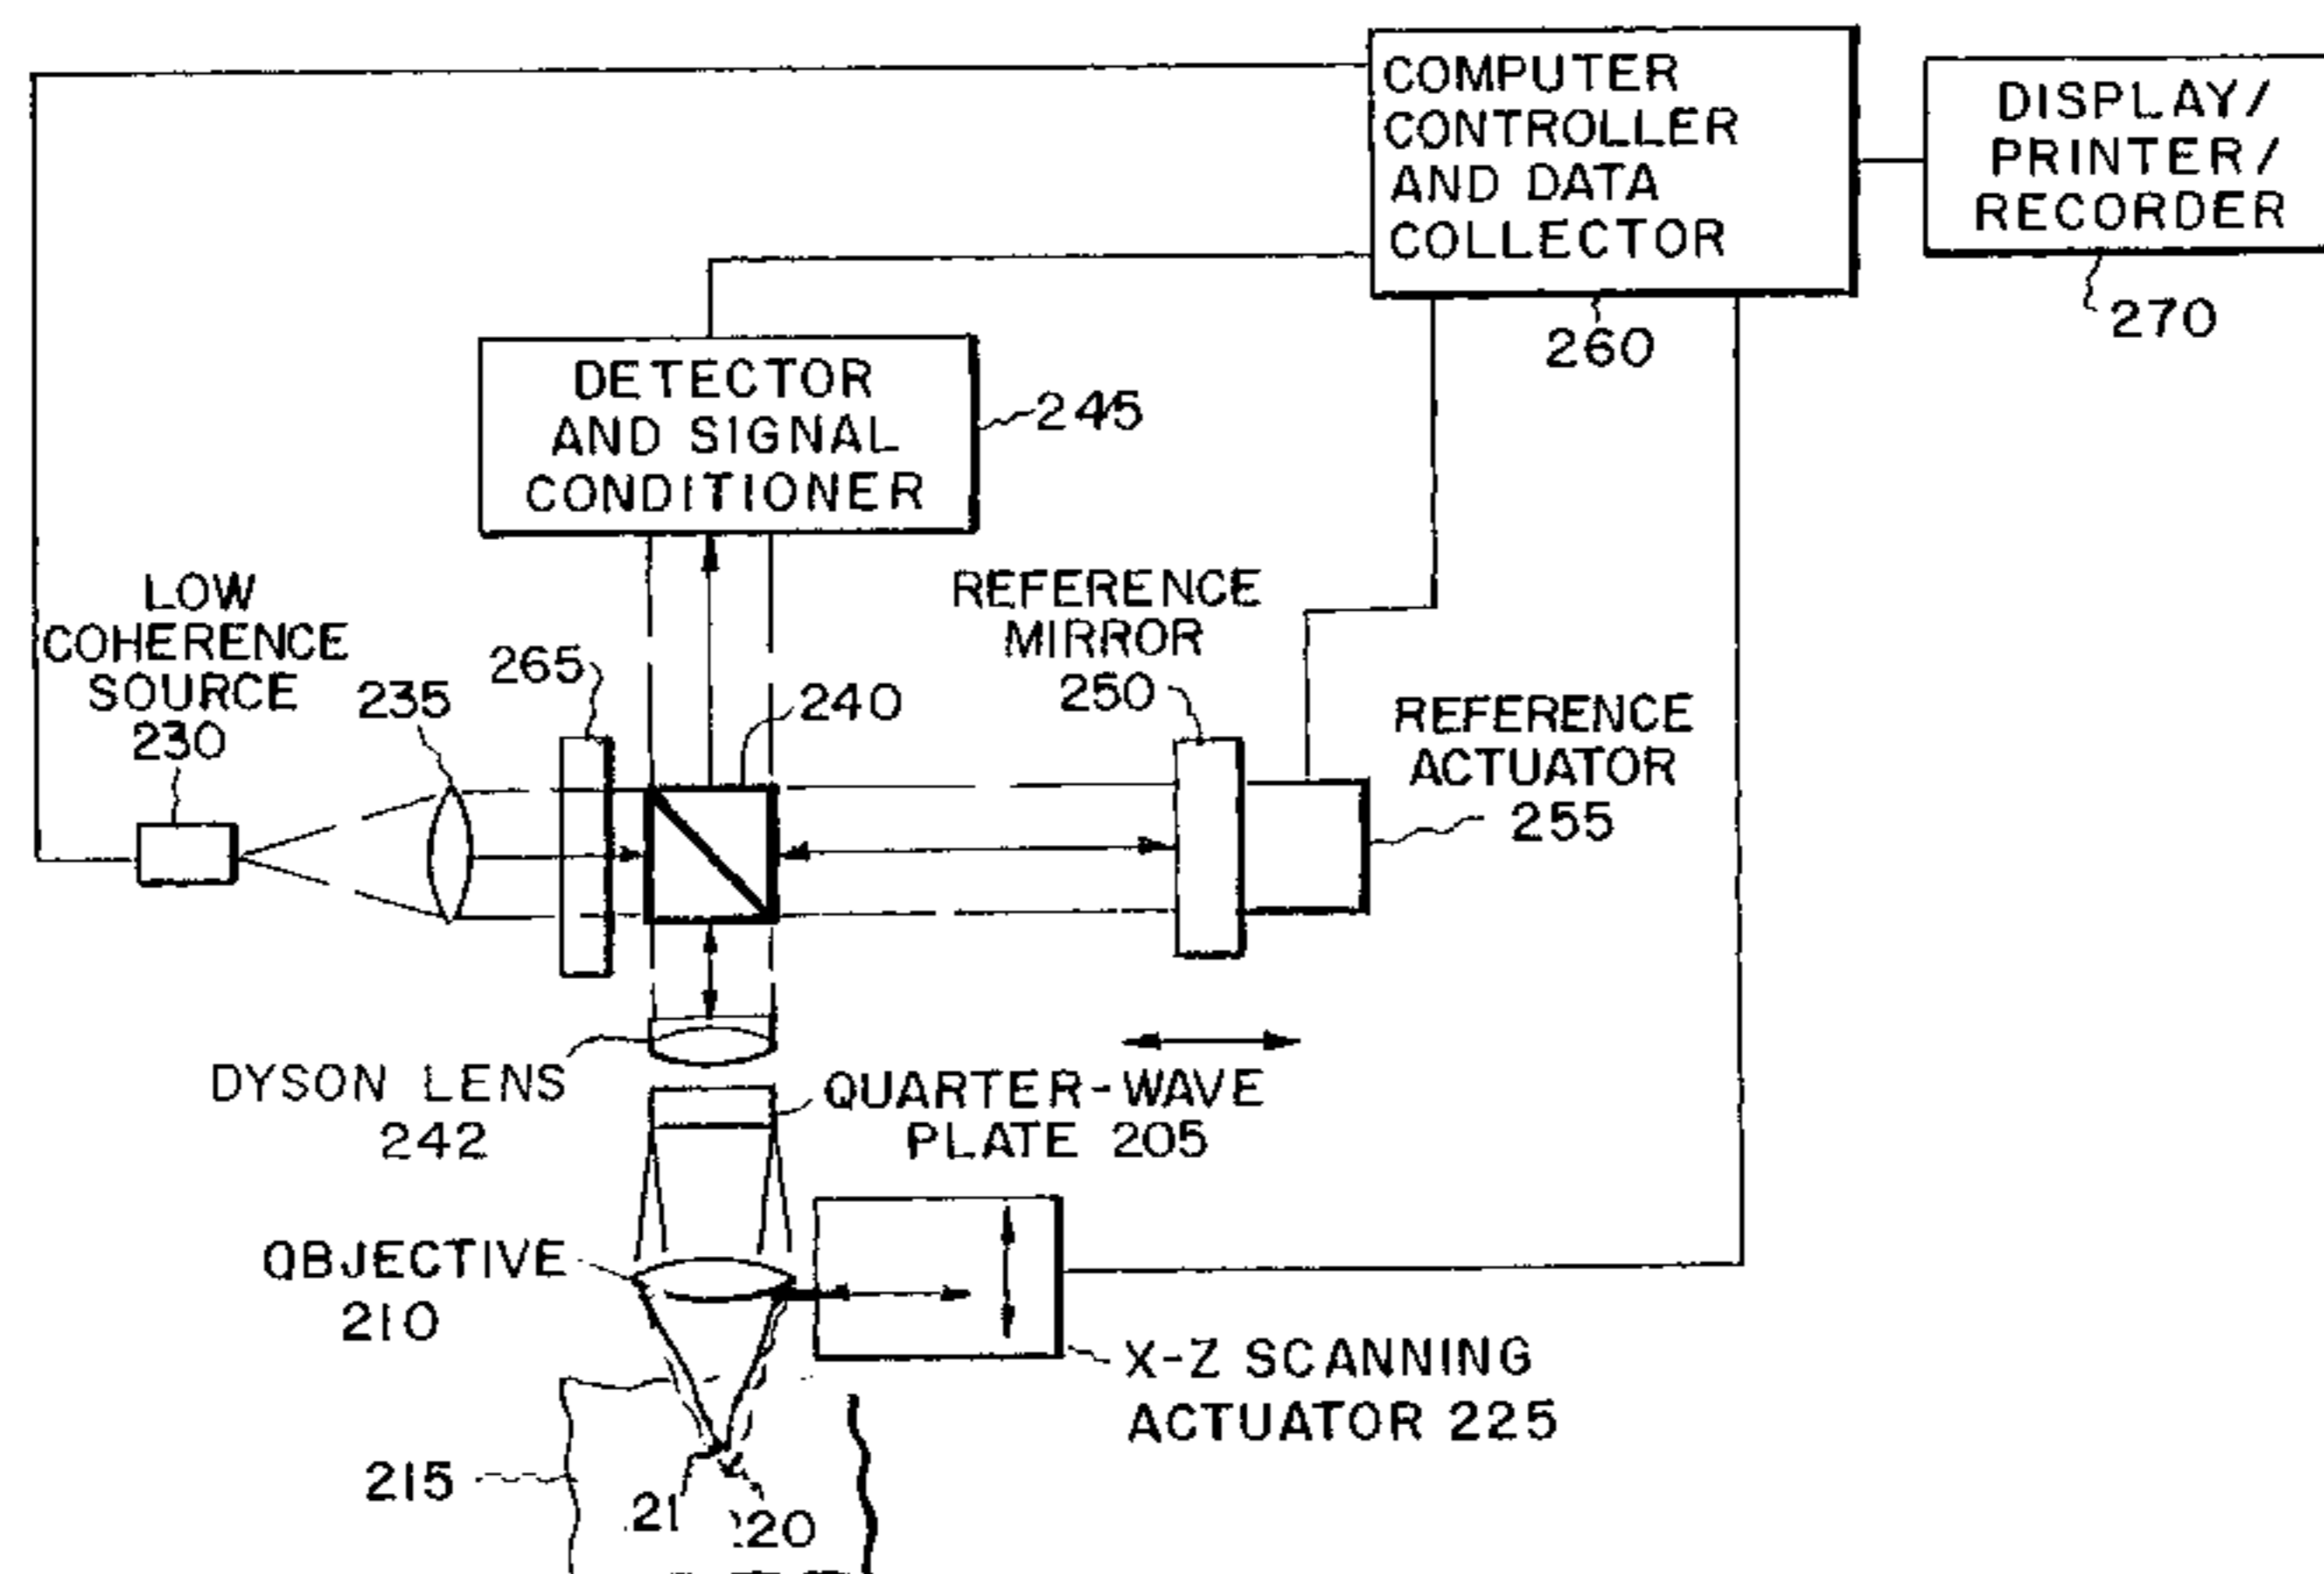 COMPUTER
CONTROLLER
AND DATA
COLLECTOR
260
DISPLAY/
PRINTER/
RECORDER
270
DETECTOR
AND SIGNAL
CONDITIONER
245
LOW
COHERENCE
SOURCE
230
235
265
240
REFERENCE
MIRROR
250
REFERENCE
ACTUATOR
255
DYSON LENS
242
QUARTER-WAVE
PLATE 205
OBJECTIVE
210
X-Z SCANNING
ACTUATOR 225
215